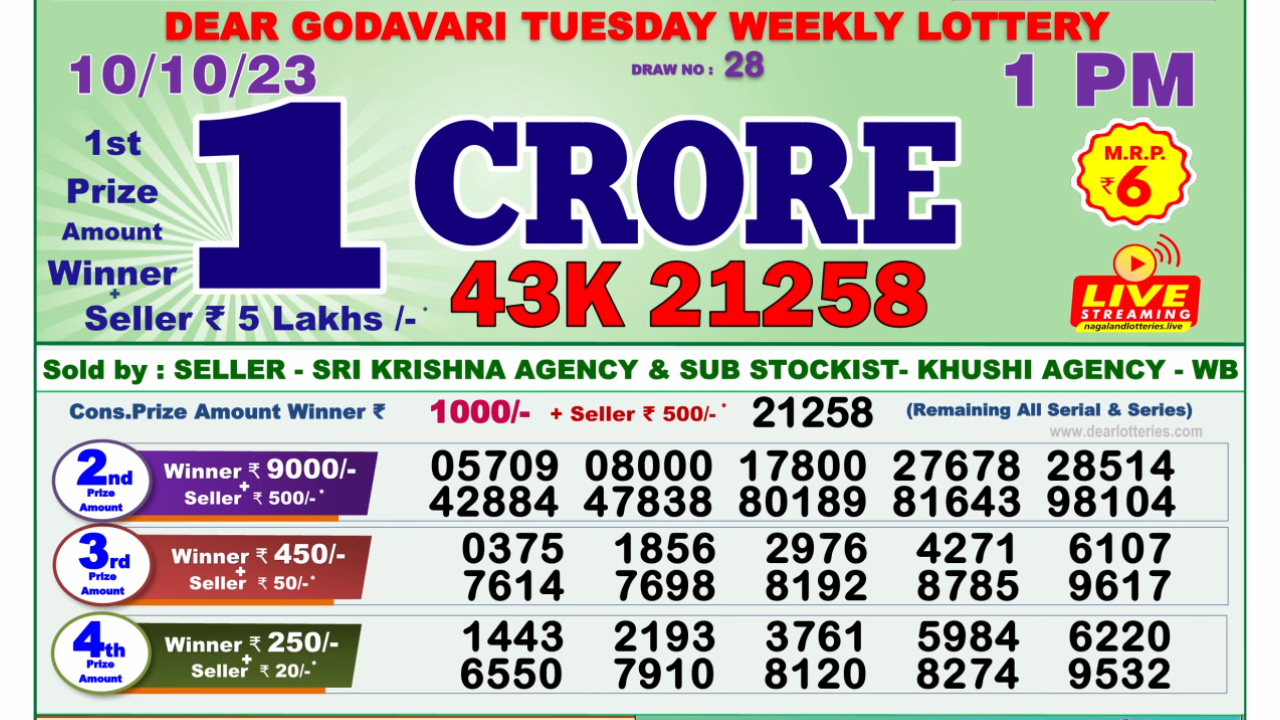 DEAR GODAVARI TUESDAY WEEKLY LOTTERY
10/10/23
DRAW NO : 28
1 PM
1st
Prize
Amount
Winner
+
Seller ₹ 5 Lakhs /-*
1 CRORE
43K 21258
M.R.P.
₹6
LIVE
STREAMING
nagalandlotteries.live
Sold by : SELLER - SRI KRISHNA AGENCY & SUB STOCKIST- KHUSHI AGENCY - WB
Cons.Prize Amount Winner ₹ 1000/- + Seller ₹ 500/-* 21258 (Remaining All Serial & Series)
www.dearlotteries.com
2nd
Prize
Amount
Winner ₹ 9000/-
+
Seller ₹ 500/-*
05709 08000 17800 27678 28514
42884 47838 80189 81643 98104
3rd
Prize
Amount
Winner ₹ 450/-
+
Seller ₹ 50/-*
0375 1856 2976 4271 6107
7614 7698 8192 8785 9617
4th
Prize
Amount
Winner ₹ 250/-
+
Seller ₹ 20/-*
1443 2193 3761 5984 6220
6550 7910 8120 8274 9532